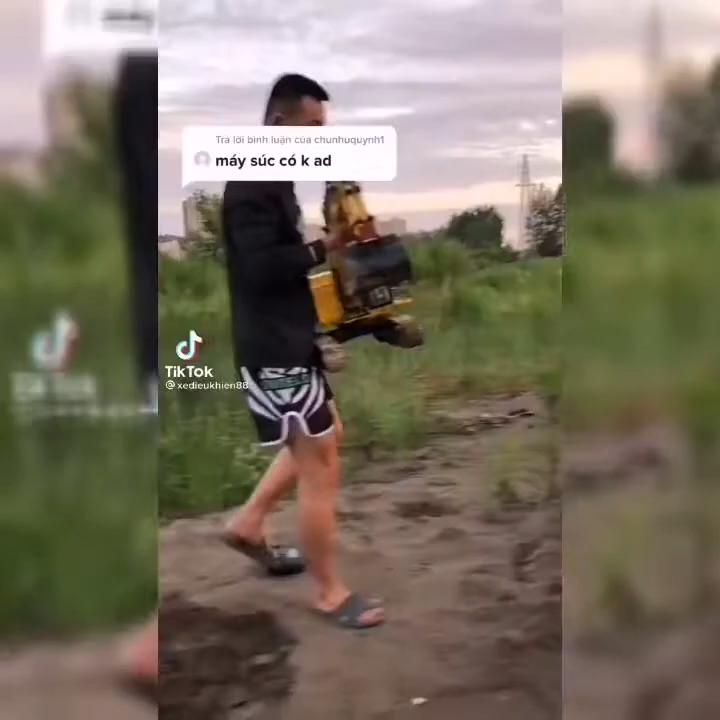 Trả lời bình luận của chunhuquynh1
máy súc có k ad
TikTok
@xedieukhien88